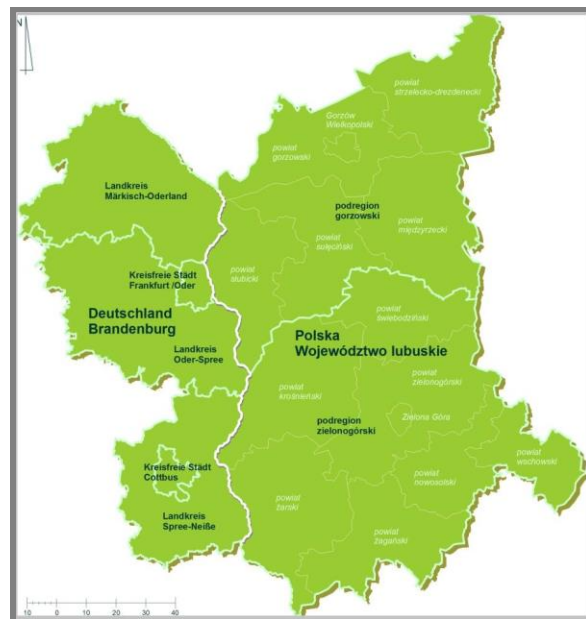 N
powiat
strzelecko-drezdenecki
Gorzów
Wielkopolski
powiat
gorzowski
Landkreis
Märkisch-Oderland
podregion
gorzowski
powiat
międzyrzecki
powiat
sulęciński
powiat
słubicki
Kreisfreie Städt
Frankfurt /Oder
Deutschland
Brandenburg
powiat
świebodziński
Polska
Województwo lubuskie
Landkreis
Oder-Spree
powiat
zielonogórski
powiat
krośnieński
Zielona Góra
podregion
zielonogórski
powiat
wschowski
Kreisfreie Städt
Cottbus
powiat
nowosolski
powiat
żarski
Landkreis
Spree-Neiße
powiat
żagański
10 0 10 20 30 40